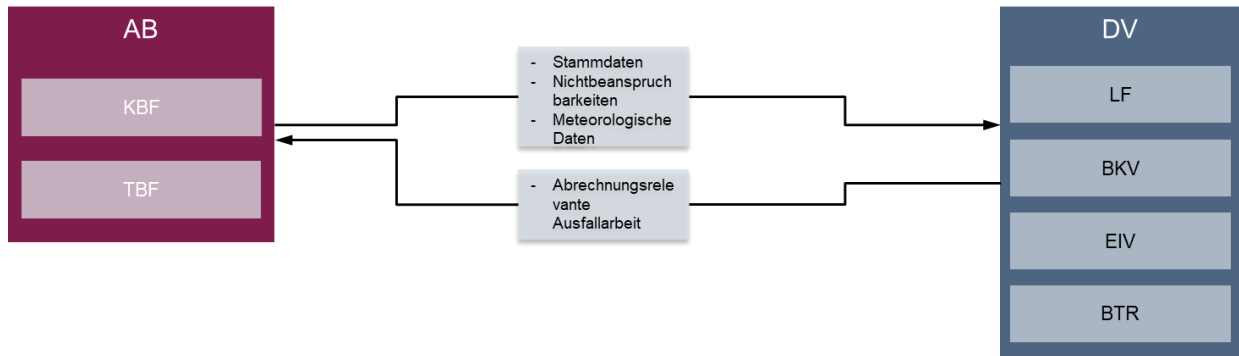 AB
KBF
TBF
- Stammdaten
- Nichtbeanspruch
barkeiten
- Meteorologische
Daten
- Abrechnungsrele
vante
Ausfallarbeit
DV
LF
BKV
EIV
BTR